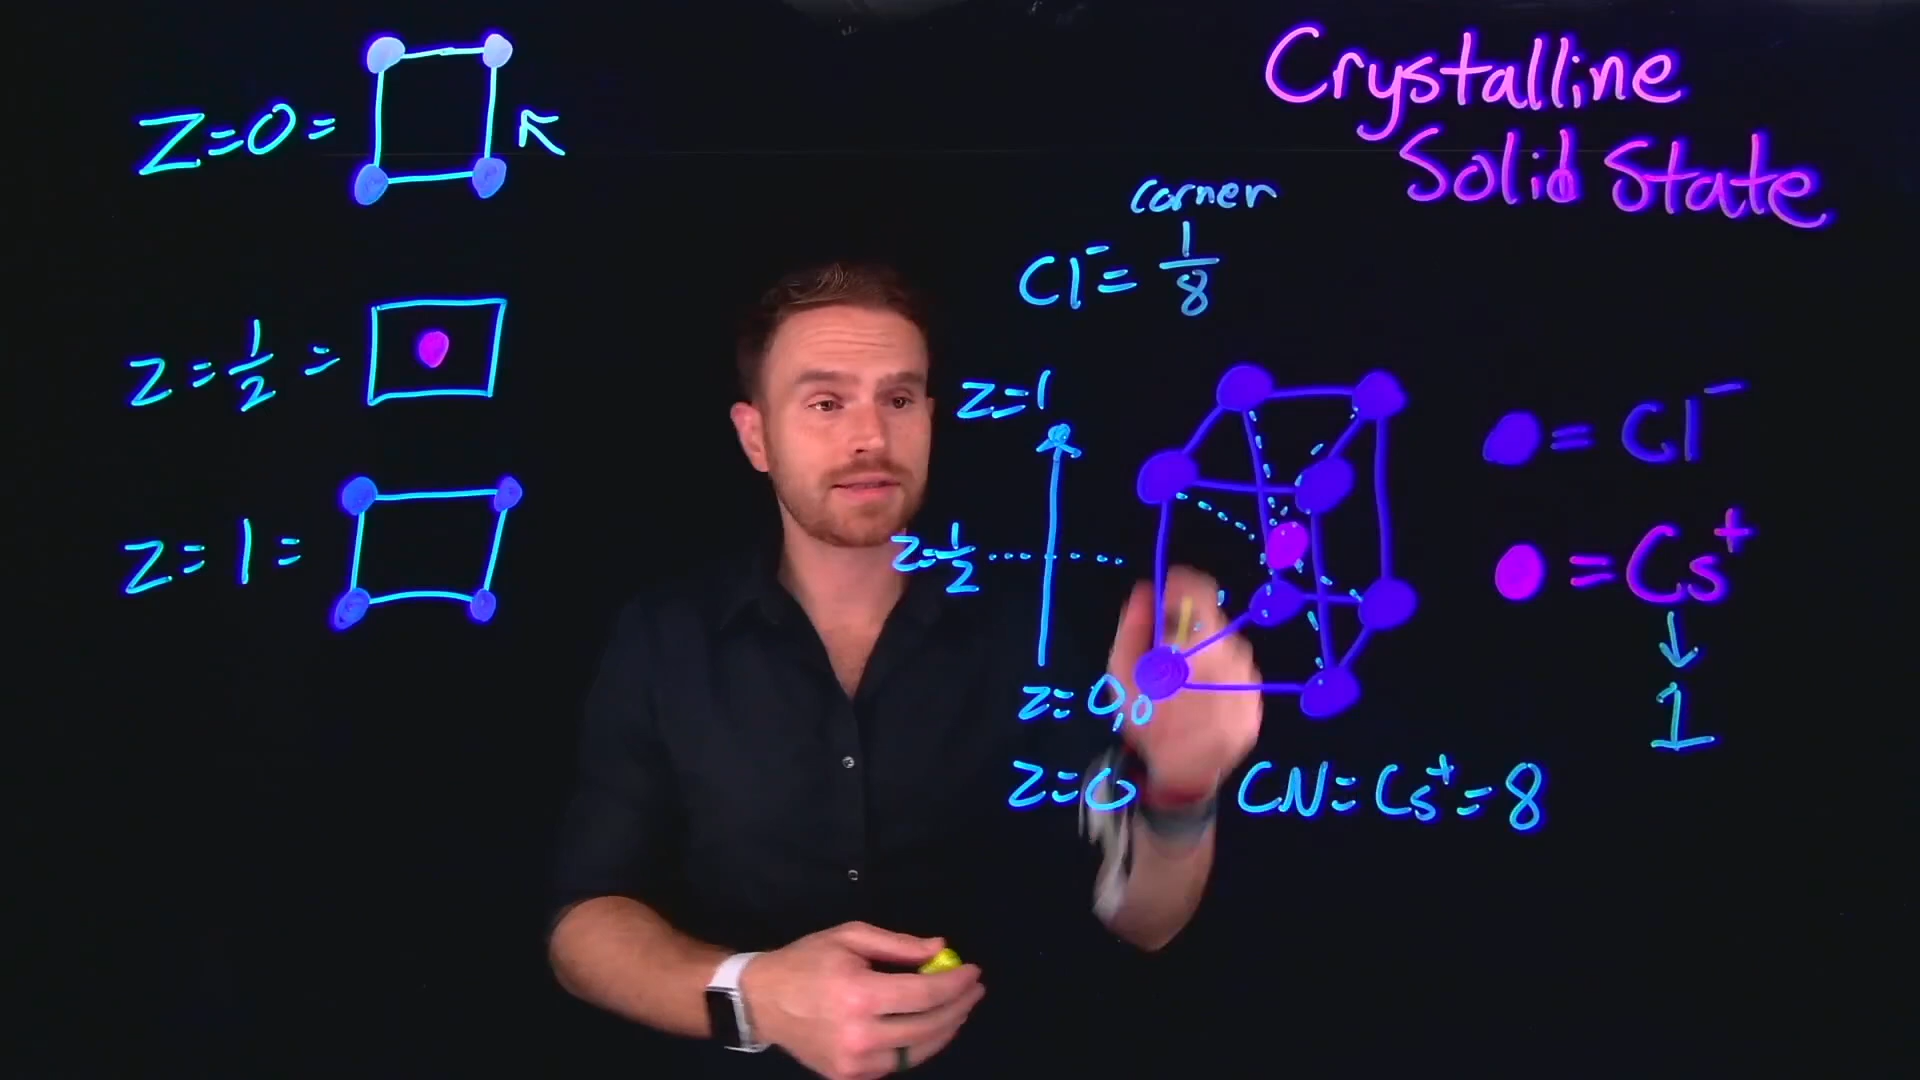 Crystalline
Solid State
z=0=
z=1/2=
z=1=
corner
Cl⁻=1/8
z=1
z=1/2
z=0,0
z=0
CN=Cs⁺=8
=Cl⁻
=Cs⁺
↓
1